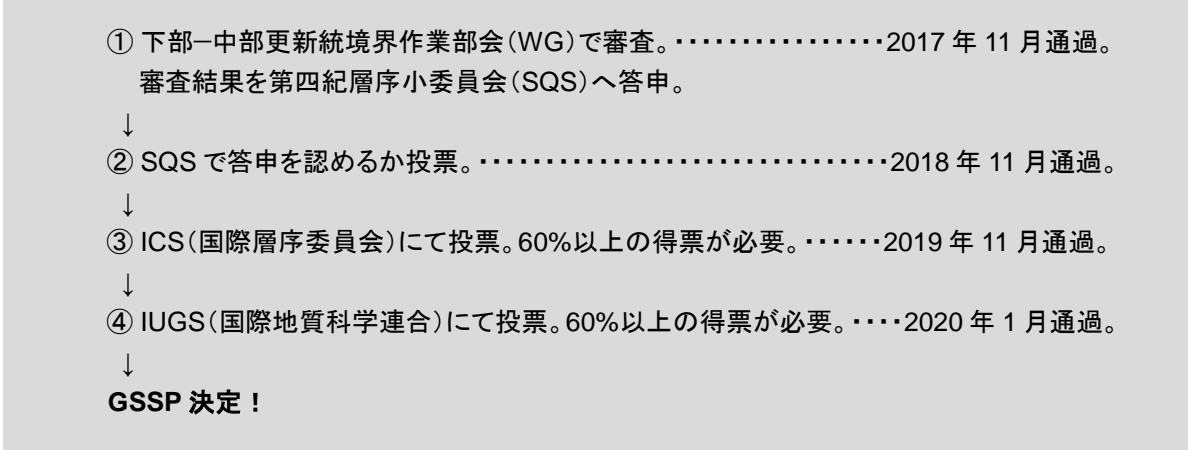 ① 下部−中部更新統境界作業部会（WG）で審査。・・・・・・・・・・・・・・・・2017 年 11 月通過。
審査結果を第四紀層序小委員会（SQS）へ答申。
↓
② SQS で答申を認めるか投票。・・・・・・・・・・・・・・・・・・・・・・・・・・・・・・・2018 年 11 月通過。
↓
③ ICS（国際層序委員会）にて投票。60%以上の得票が必要。・・・・・・2019 年 11 月通過。
↓
④ IUGS（国際地質科学連合）にて投票。60%以上の得票が必要。・・・・2020 年 1 月通過。
↓
GSSP 決定！